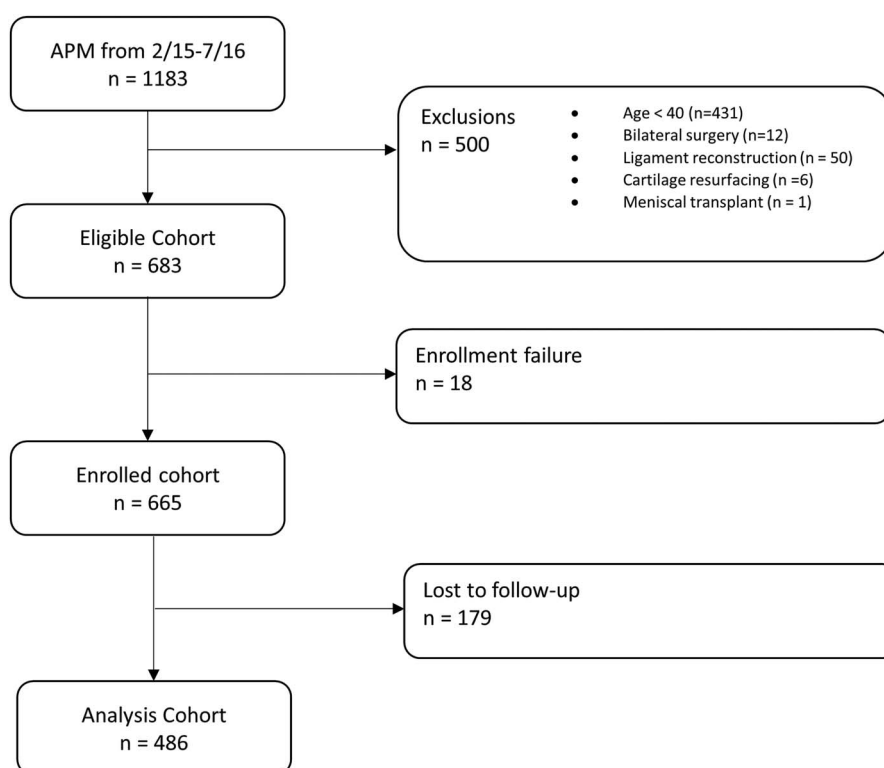 APM from 2/15-7/16
n = 1183
Exclusions
n = 500
• Age < 40 (n=431)
• Bilateral surgery (n=12)
• Ligament reconstruction (n = 50)
• Cartilage resurfacing (n =6)
• Meniscal transplant (n = 1)
Eligible Cohort
n = 683
Enrollment failure
n = 18
Enrolled cohort
n = 665
Lost to follow-up
n = 179
Analysis Cohort
n = 486